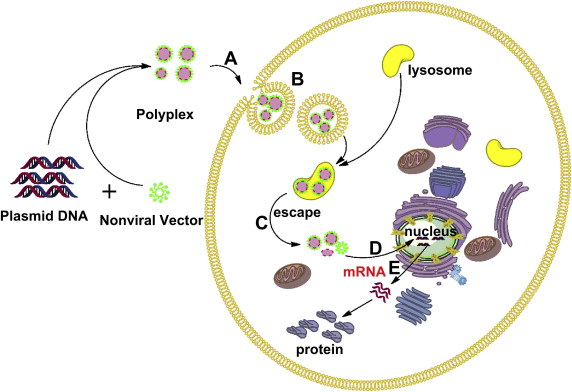 A
B
lysosome
Polyplex
Plasmid DNA
+
Nonviral Vector
C
escape
D
nucleus
mRNA
E
protein